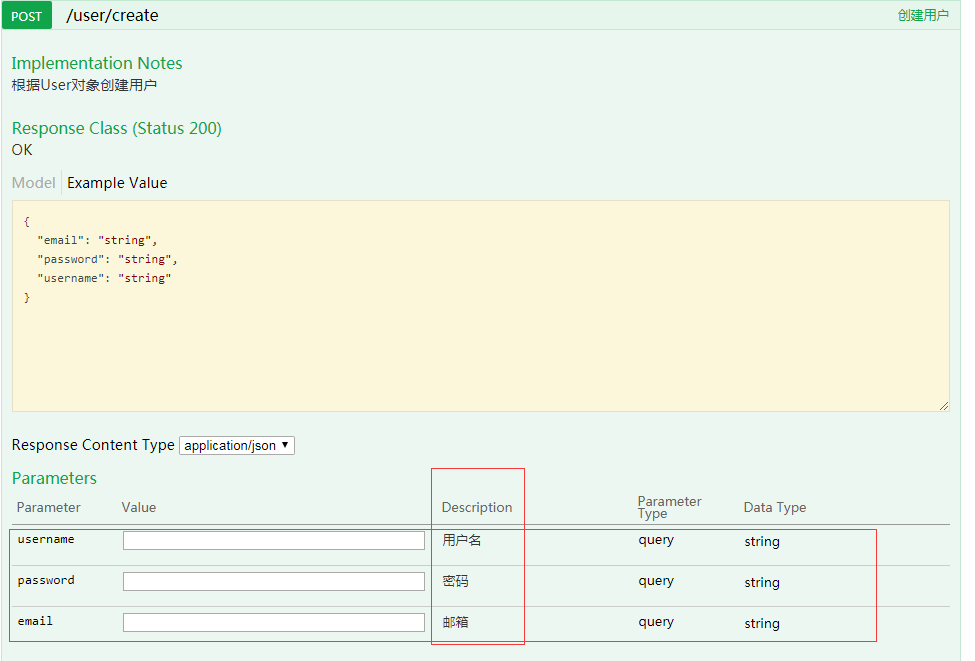 POST /user/create 创建用户
Implementation Notes
根据User对象创建用户
Response Class (Status 200)
OK
Model Example Value
{
"email": "string",
"password": "string",
"username": "string"
}
Response Content Type application/json
Parameters
Parameter Value Description Parameter Type Data Type
username 用户名 query string
password 密码 query string
email 邮箱 query string